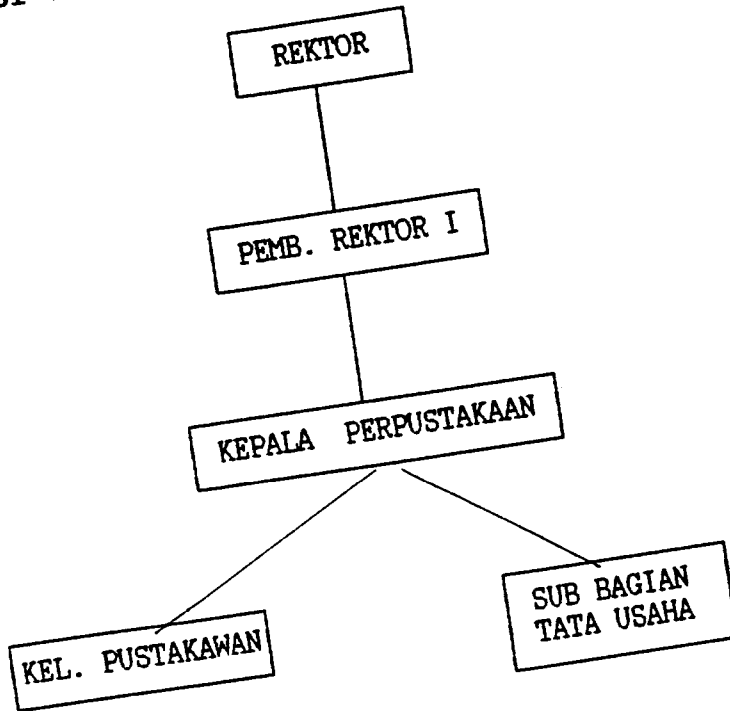 REKTOR
PEMB. REKTOR I
KEPALA PERPUSTAKAAN
KEL. PUSTAKAWAN
SUB BAGIAN
TATA USAHA